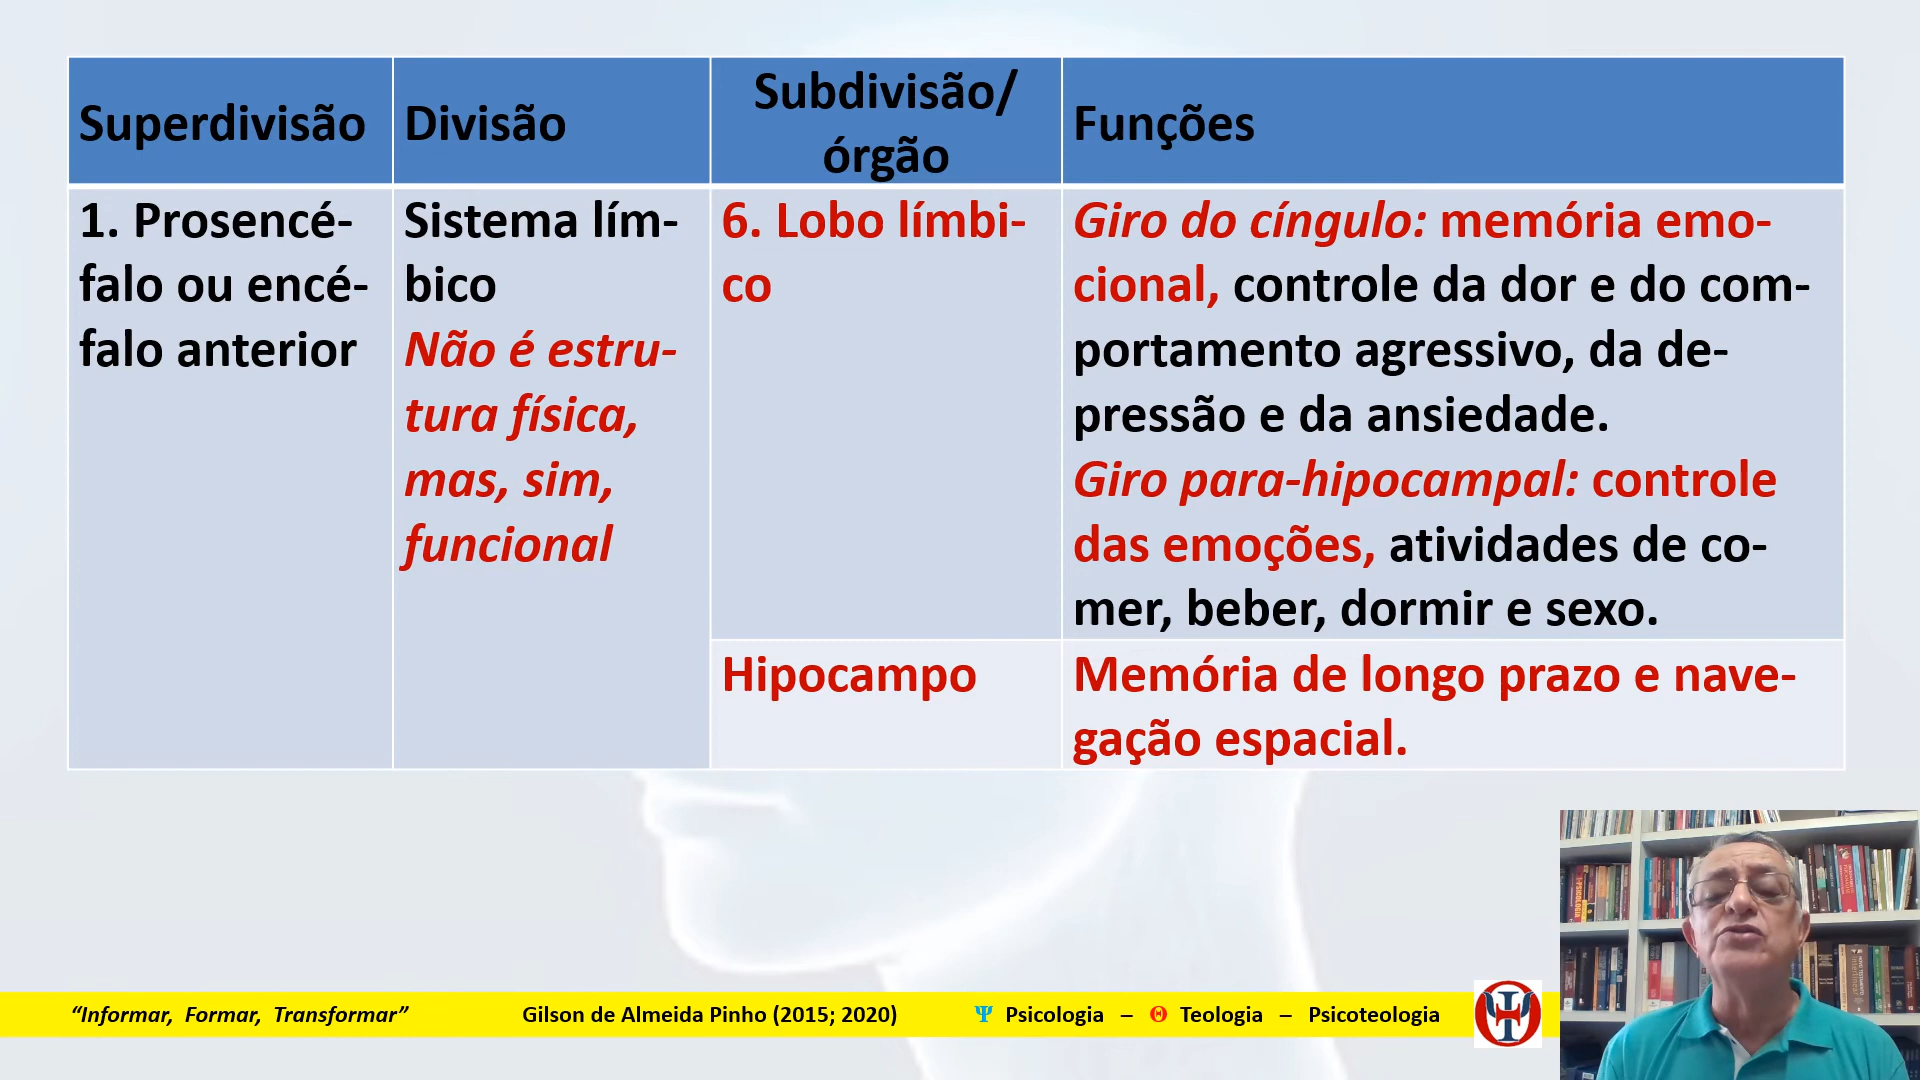 Superdivisão
Divisão
Subdivisão/
órgão
Funções
1. Prosencé-
falo ou encé-
falo anterior
Sistema lím-
bico
Não é estru-
tura física,
mas, sim,
funcional
6. Lobo límbi-
co
Giro do cíngulo: memória emo-
cional, controle da dor e do com-
portamento agressivo, da de-
pressão e da ansiedade.
Giro para-hipocampal: controle
das emoções, atividades de co-
mer, beber, dormir e sexo.
Hipocampo
Memória de longo prazo e nave-
gação espacial.
“Informar, Formar, Transformar”
Gilson de Almeida Pinho (2015; 2020)
Ψ Psicologia – Θ Teologia – Psicoteologia